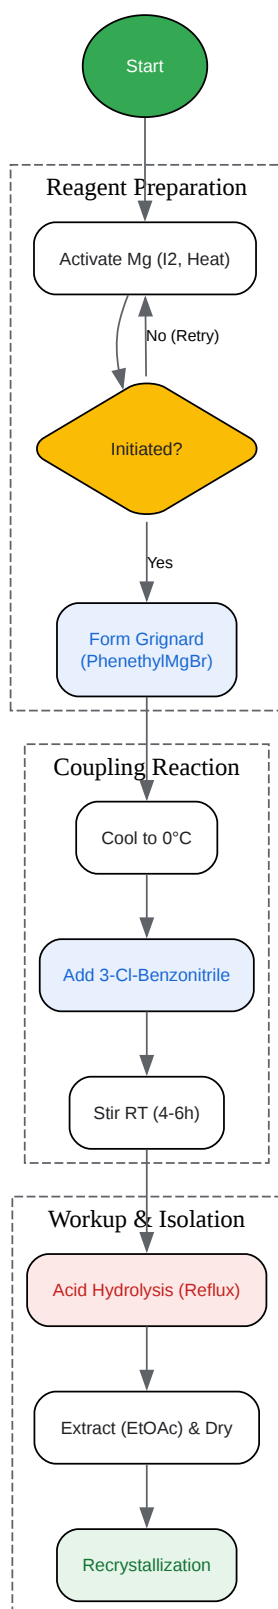 Start
Reagent Preparation
Activate Mg (I2, Heat)
No (Retry)
Initiated?
Yes
Form Grignard
(PhenethylMgBr)
Coupling Reaction
Cool to 0°C
Add 3-Cl-Benzonitrile
Stir RT (4-6h)
Workup & Isolation
Acid Hydrolysis (Reflux)
Extract (EtOAc) & Dry
Recrystallization